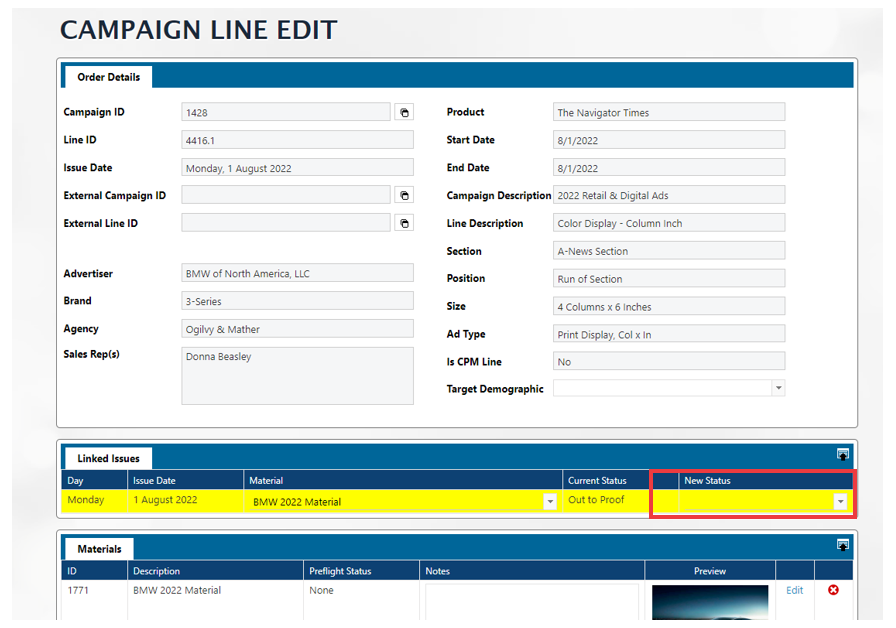 CAMPAIGN LINE EDIT
Order Details
Campaign ID 1428
Line ID 4416.1
Issue Date Monday, 1 August 2022
External Campaign ID
External Line ID
Advertiser BMW of North America, LLC
Brand 3-Series
Agency Ogilvy & Mather
Sales Rep(s) Donna Beasley
Product The Navigator Times
Start Date 8/1/2022
End Date 8/1/2022
Campaign Description 2022 Retail & Digital Ads
Line Description Color Display - Column Inch
Section A-News Section
Position Run of Section
Size 4 Columns x 6 Inches
Ad Type Print Display, Col x In
Is CPM Line No
Target Demographic
Linked Issues
Day Issue Date Material Current Status New Status
Monday 1 August 2022 BMW 2022 Material Out to Proof
Materials
ID Description Preflight Status Notes Preview
1771 BMW 2022 Material None Edit